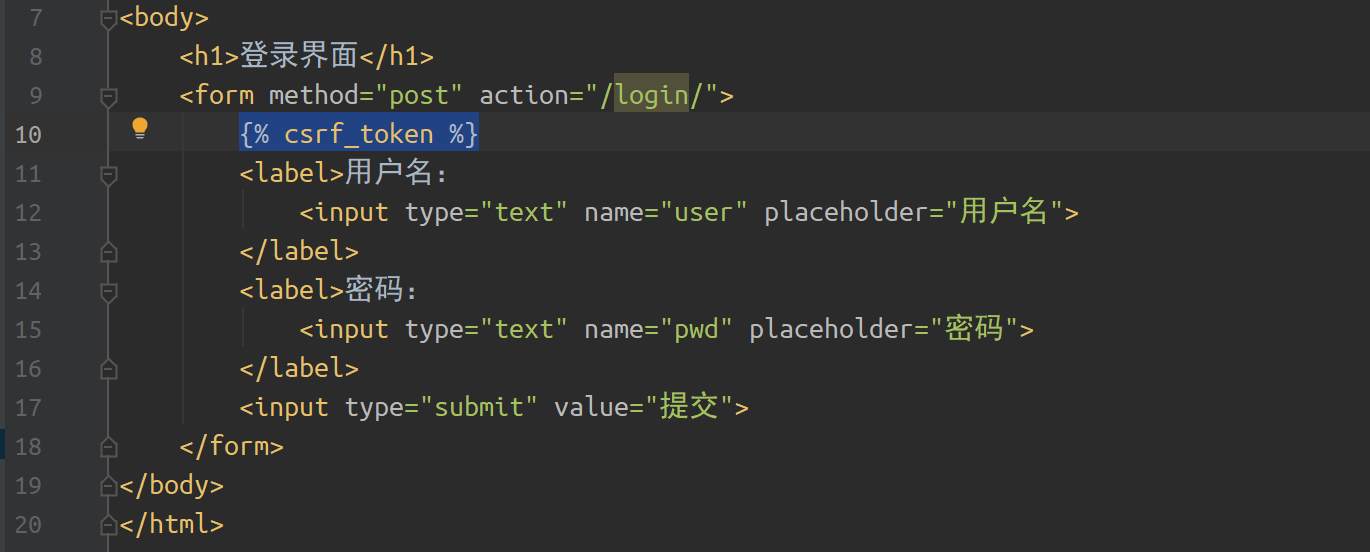 7 <body>
8 <h1>登录界面</h1>
9 <form method="post" action="/login/">
10 {% csrf_token %}
11 <label>用户名：
12 <input type="text" name="user" placeholder="用户名">
13 </label>
14 <label>密码：
15 <input type="text" name="pwd" placeholder="密码">
16 </label>
17 <input type="submit" value="提交">
18 </form>
19 </body>
20 </html>